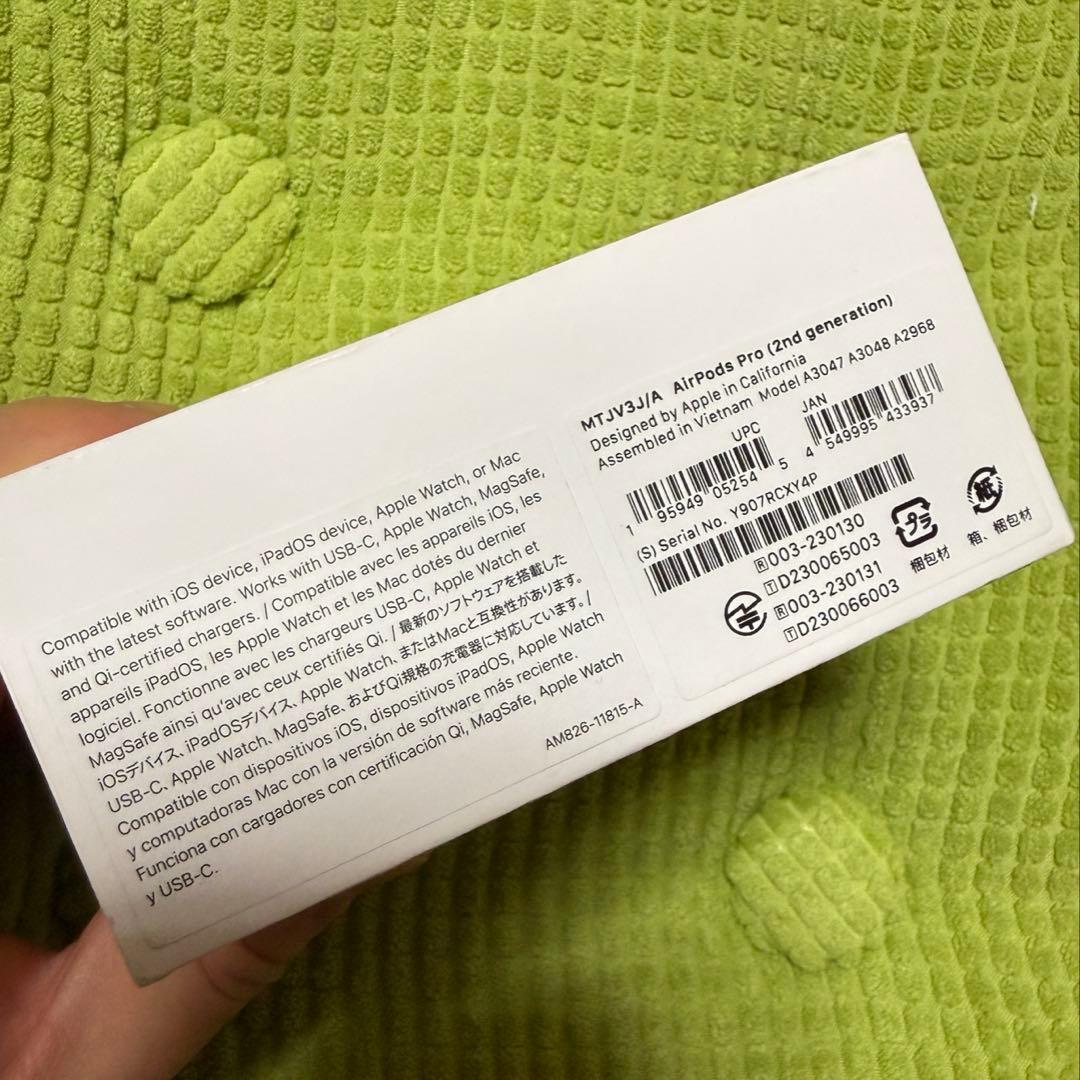 Compatible with iOS device, iPadOS device, Apple Watch, or Mac
with the latest software. Works with USB-C, Apple Watch, MagSafe,
and Qi-certified chargers. / Compatible avec les appareils iOS, les
appareils iPadOS, les Apple Watch et les Mac dotés du dernier
logiciel. Fonctionne avec les chargeurs USB-C, Apple Watch et
MagSafe ainsi qu'avec ceux certifiés Qi. / 最新のソフトウェアを搭載した
iOSデバイス、iPadOSデバイス、Apple Watch、またはMacと互換性があります。
USB-C、Apple Watch、MagSafe、およびQi規格の充電器に対応しています。/
Compatible con dispositivos iOS, dispositivos iPadOS, Apple Watch
y computadoras Mac con la versión de software más reciente.
Funciona con cargadores con certificación Qi, MagSafe, Apple Watch
y USB-C.
AM826-11815-A
MTJV3J/A AirPods Pro (2nd generation)
Designed by Apple in California
Assembled in Vietnam Model A3047 A3048 A2968
UPC
JAN
1 95949 05254 5
4 549995 433937
(S) Serial No. Y907RCXY4P
R 003-230130
T D230065003
R 003-230131
T D230066003
プラ
梱包材
紙
箱、梱包材